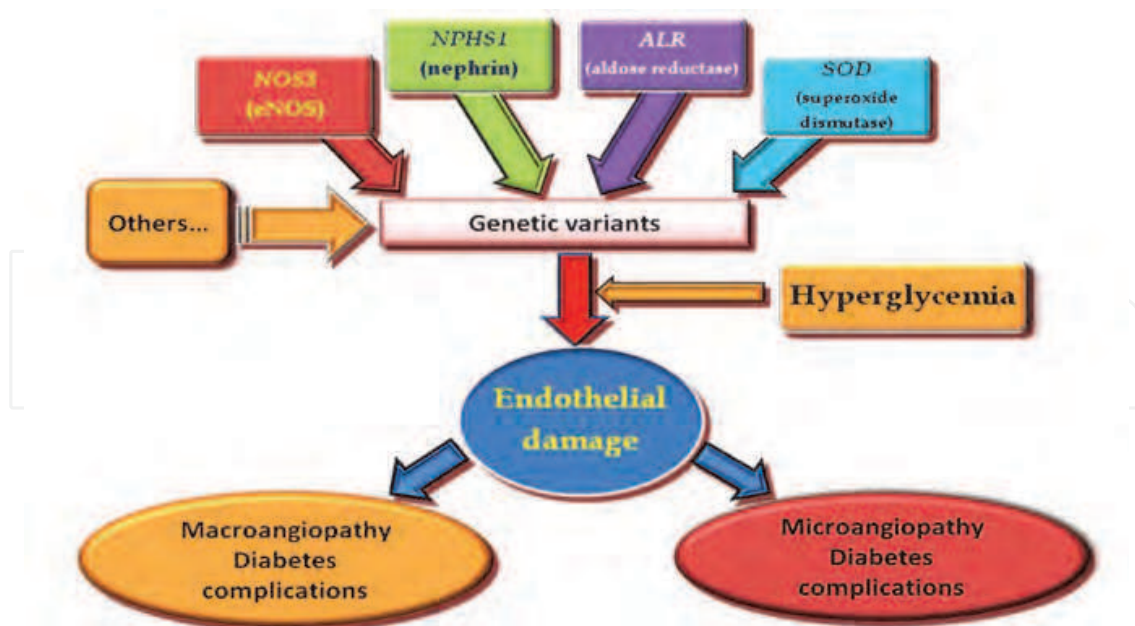 NPHS1
(nephrin)
ALR
(aldose reductase)
NOS3
(eNOS)
SOD
(superoxide
dismutase)
Others...
Genetic variants
Hyperglycemia
Endothelial
damage
Macroangiopathy
Diabetes
complications
Microangiopathy
Diabetes
complications